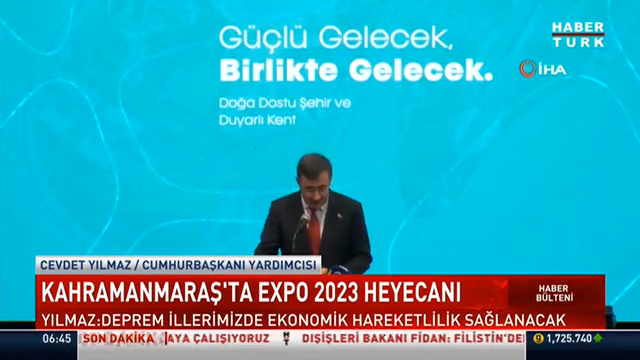 HABER
TÜRK
Güçlü Gelecek,
Birlikte Gelecek.
İHA
Doğa Dostu Şehir ve
Duyarlı Kent
CEVDET YILMAZ / CUMHURBAŞKANI YARDIMCISI
KAHRAMANMARAŞ'TA EXPO 2023 HEYECANI
HABER
BÜLTENİ
YILMAZ:DEPREM İLLERİMİZDE EKONOMİK HAREKETLİLİK SAĞLANACAK
06:45 SON DAKİKA AYA ÇALIŞIYORUZ DIŞİŞLERİ BAKANI FİDAN: FİLİSTİN'DE 1,725.740